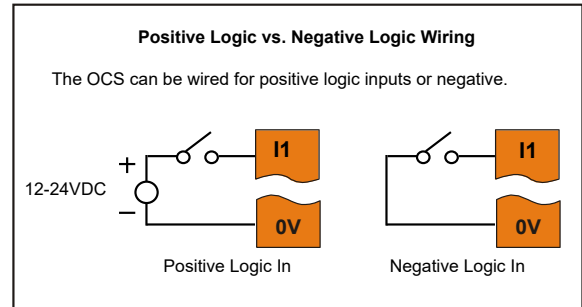 Positive Logic vs. Negative Logic Wiring
The OCS can be wired for positive logic inputs or negative.
+
12-24VDC
–
I1
0V
Positive Logic In
I1
0V
Negative Logic In